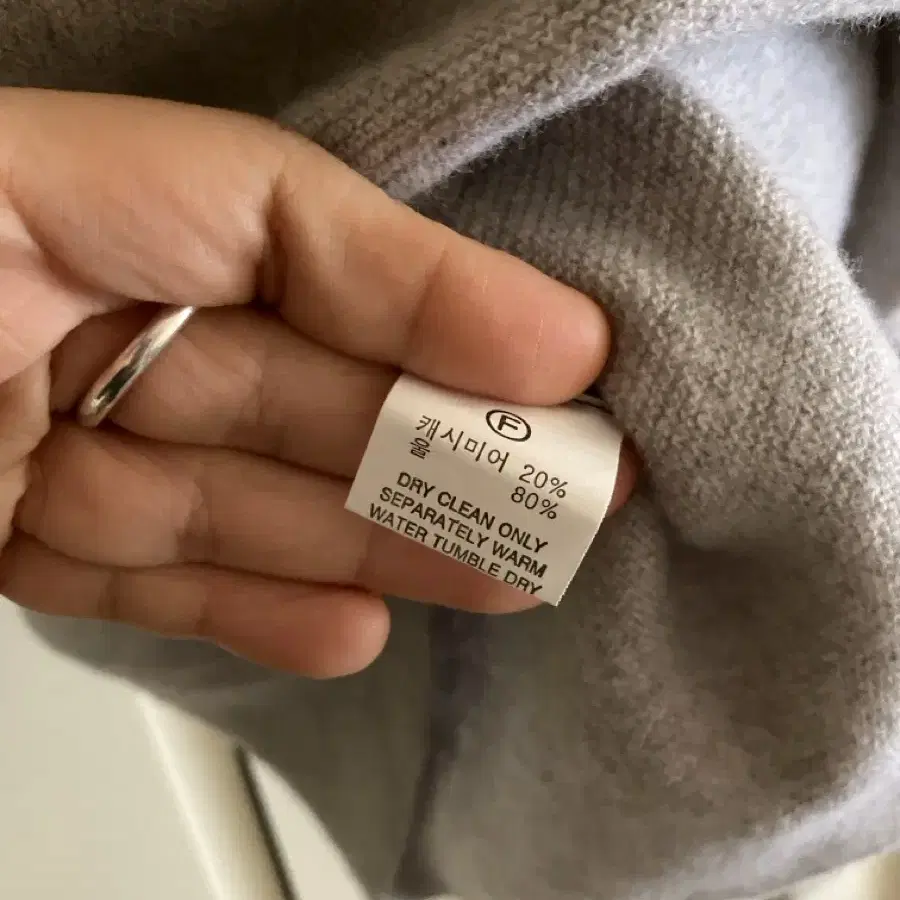 F
캐시미어 20%
울 80%
DRY CLEAN ONLY
SEPARATELY WARM
WATER TUMBLE DRY